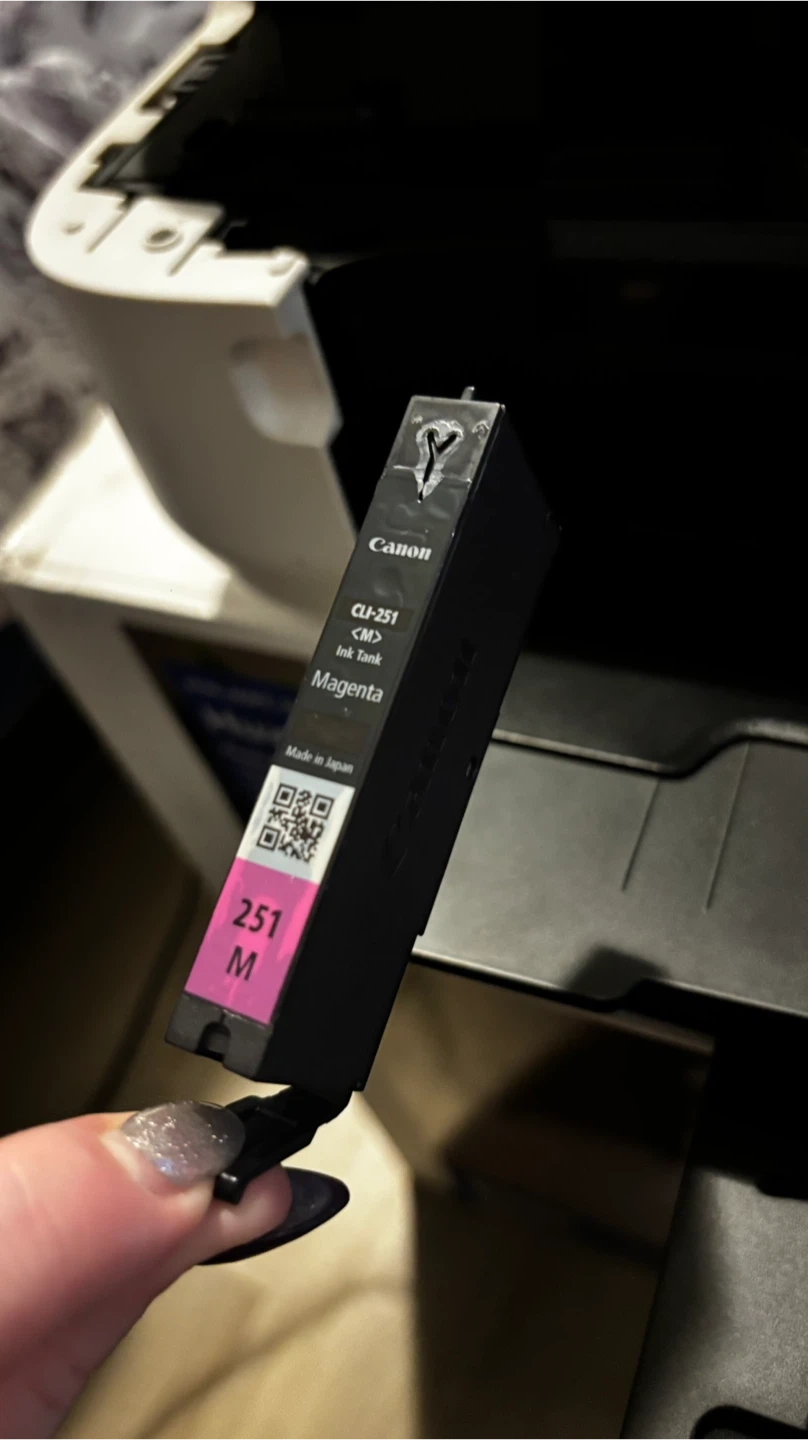 Canon
CLI-251
<M>
Ink Tank
Magenta
Made in Japan
251
M